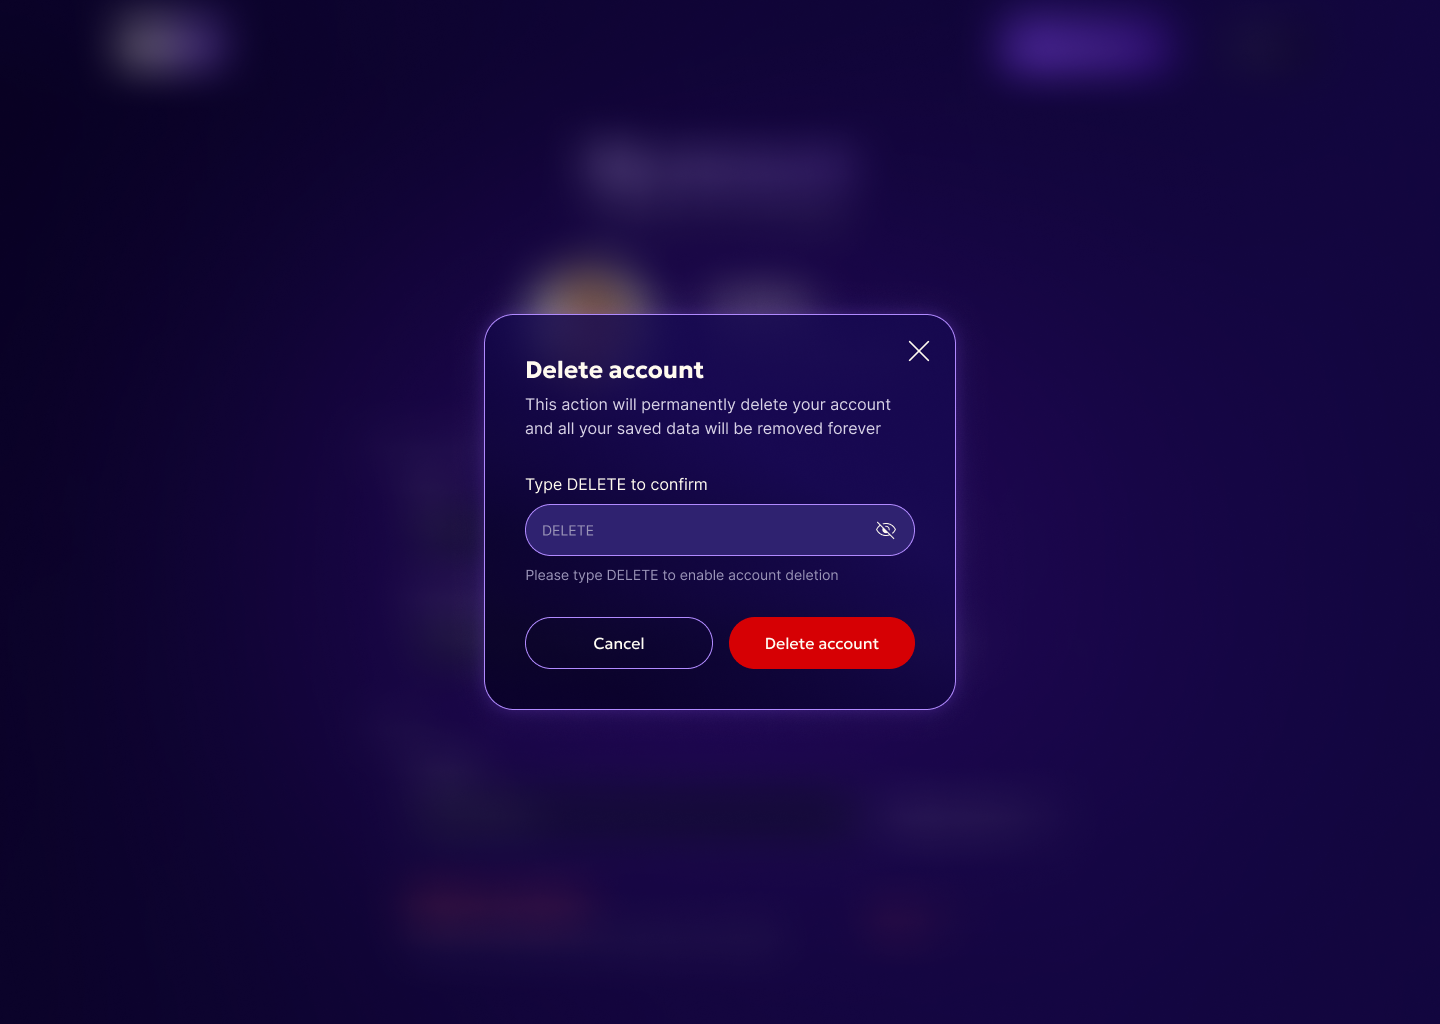 Delete account
This action will permanently delete your account
and all your saved data will be removed forever
Type DELETE to confirm
DELETE
Please type DELETE to enable account deletion
Cancel
Delete account